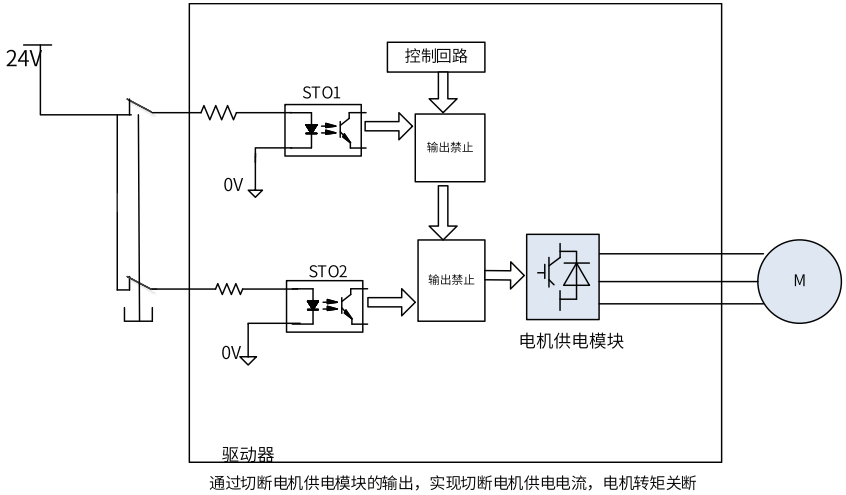 控制回路
24V
STO1
输出禁止
0V
STO2
输出禁止
M
电机供电模块
0V
驱动器
通过切断电机供电模块的输出，实现切断电机供电电流，电机转矩关断